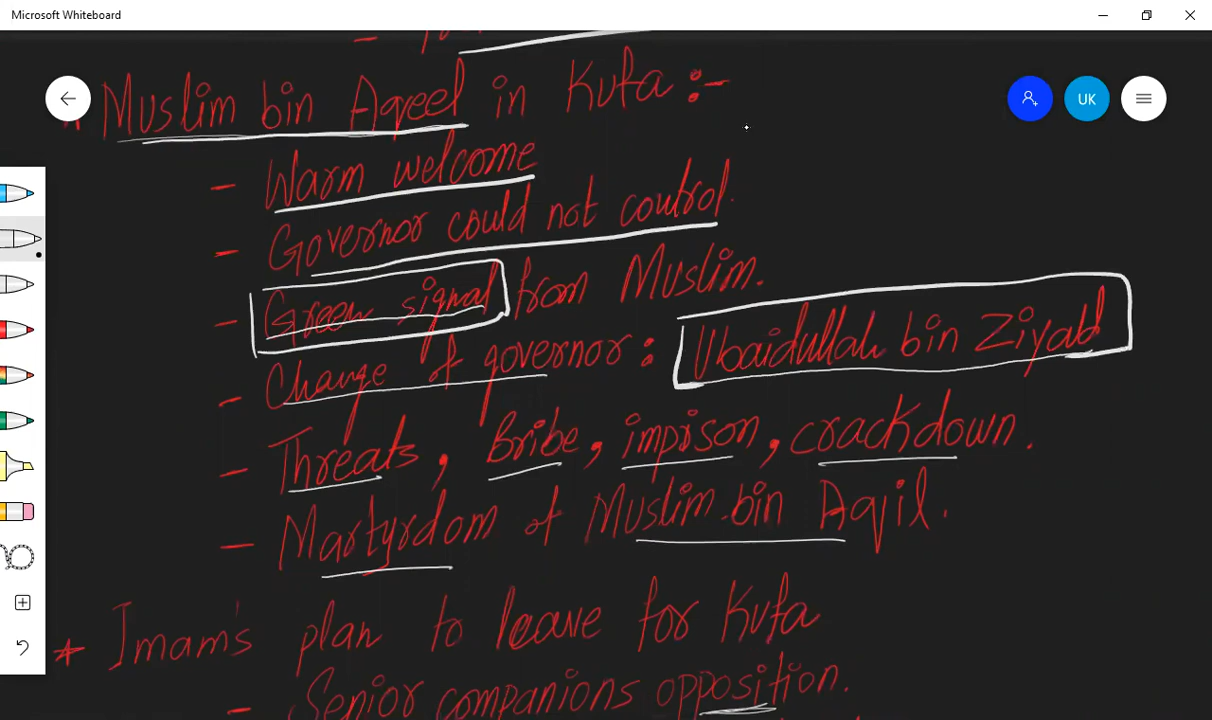 Microsoft Whiteboard
* Muslim bin Aqeel in Kufa :-
UK
- Warm welcome
- Governor could not control.
- Green signal from Muslim.
- Change of governor : Ubaidullah bin Ziyad
- Threats, Bribe, imprison, crackdown.
- Martyrdom of Muslim bin Aqil.
* Imam's plan to leave for Kufa
- Senior companions opposition.